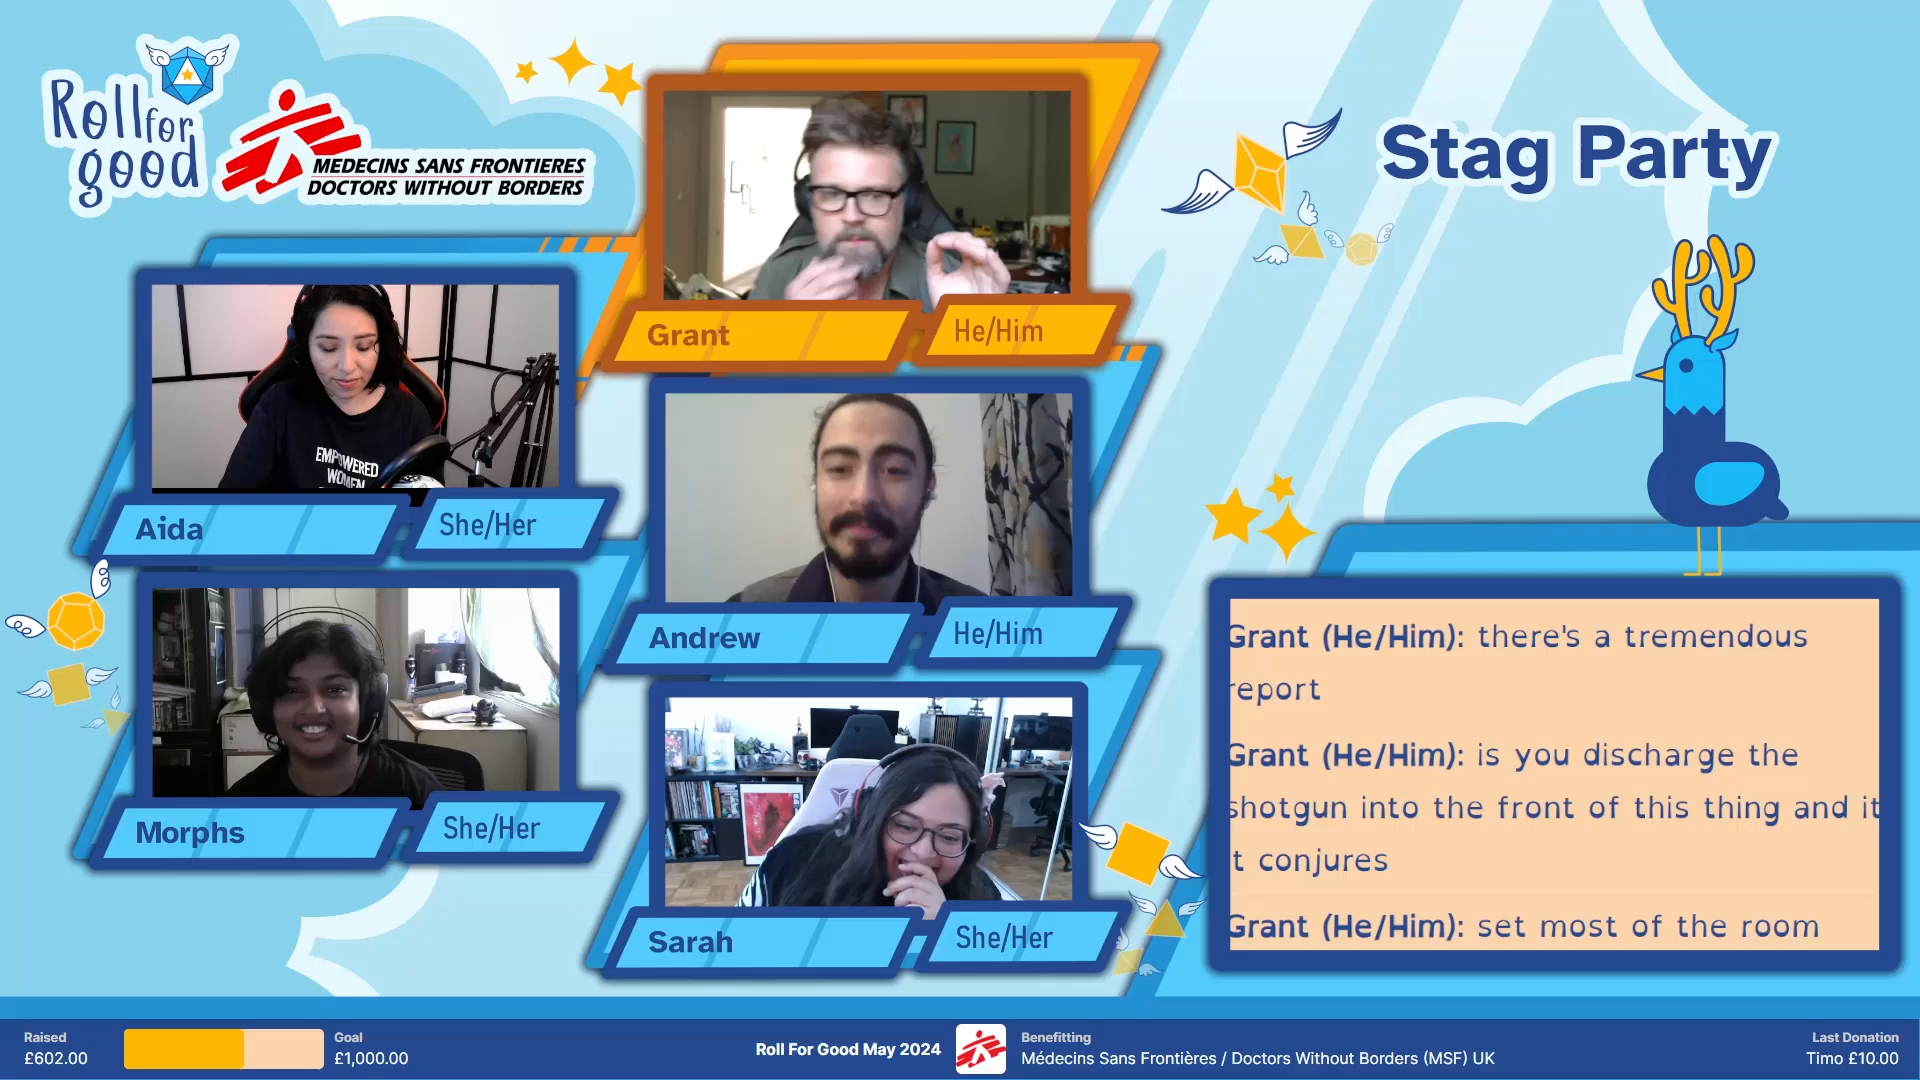 Roll for
good
MEDECINS SANS FRONTIERES
DOCTORS WITHOUT BORDERS
Stag Party
Grant
He/Him
EMPOWERED
WOMEN
Aida
She/Her
Andrew
He/Him
Morphs
She/Her
Sarah
She/Her
Grant (He/Him): there's a tremendous
report
Grant (He/Him): is you discharge the
shotgun into the front of this thing and it
t conjures
Grant (He/Him): set most of the room
Raised
£602.00
Goal
£1,000.00
Roll For Good May 2024
Benefitting
Médecins Sans Frontières / Doctors Without Borders (MSF) UK
Last Donation
Timo £10.00